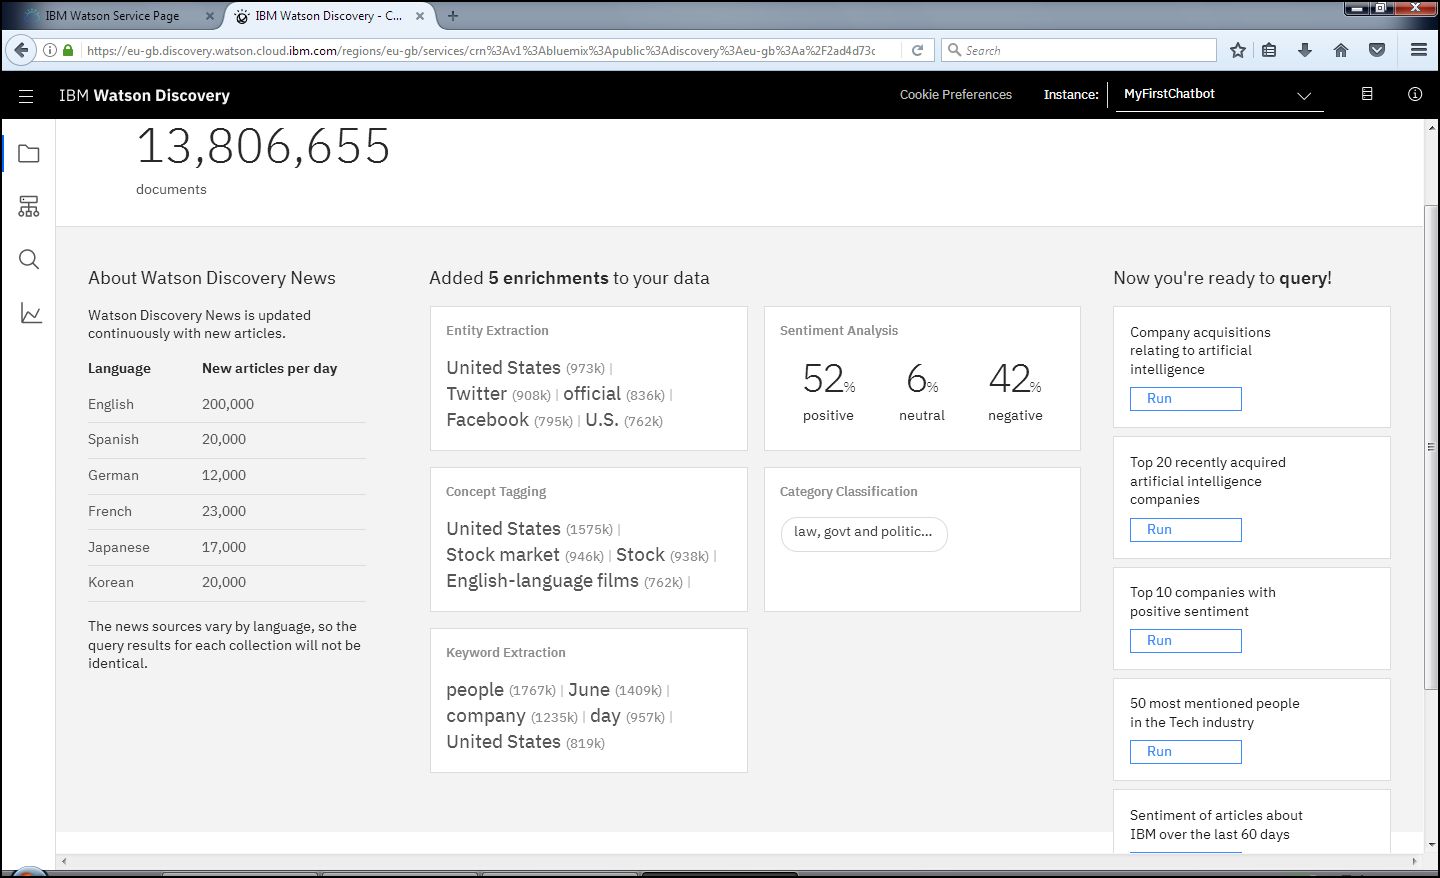 IBM Watson Service Page
IBM Watson Discovery - C...
https://eu-gb.discovery.watson.cloud.ibm.com/regions/eu-gb/services/crn%3Av1%3Abluemix%3Apublic%3Adiscovery%3Aeu-gb%3Aa%2F2ad4d73c
Search
IBM Watson Discovery
Cookie Preferences
Instance:
MyFirstChatbot
13,806,655
documents
About Watson Discovery News
Watson Discovery News is updated
continuously with new articles.
Language New articles per day
English 200,000
Spanish 20,000
German 12,000
French 23,000
Japanese 17,000
Korean 20,000
The news sources vary by language, so the
query results for each collection will not be
identical.
Added 5 enrichments to your data
Entity Extraction
United States (973k) |
Twitter (908k) | official (836k) |
Facebook (795k) | U.S. (762k)
Sentiment Analysis
52% 6% 42%
positive neutral negative
Concept Tagging
United States (1575k) |
Stock market (946k) | Stock (938k) |
English-language films (762k) |
Category Classification
law, govt and politic...
Keyword Extraction
people (1767k) | June (1409k) |
company (1235k) | day (957k) |
United States (819k)
Now you're ready to query!
Company acquisitions
relating to artificial
intelligence
Run
Top 20 recently acquired
artificial intelligence
companies
Run
Top 10 companies with
positive sentiment
Run
50 most mentioned people
in the Tech industry
Run
Sentiment of articles about
IBM over the last 60 days